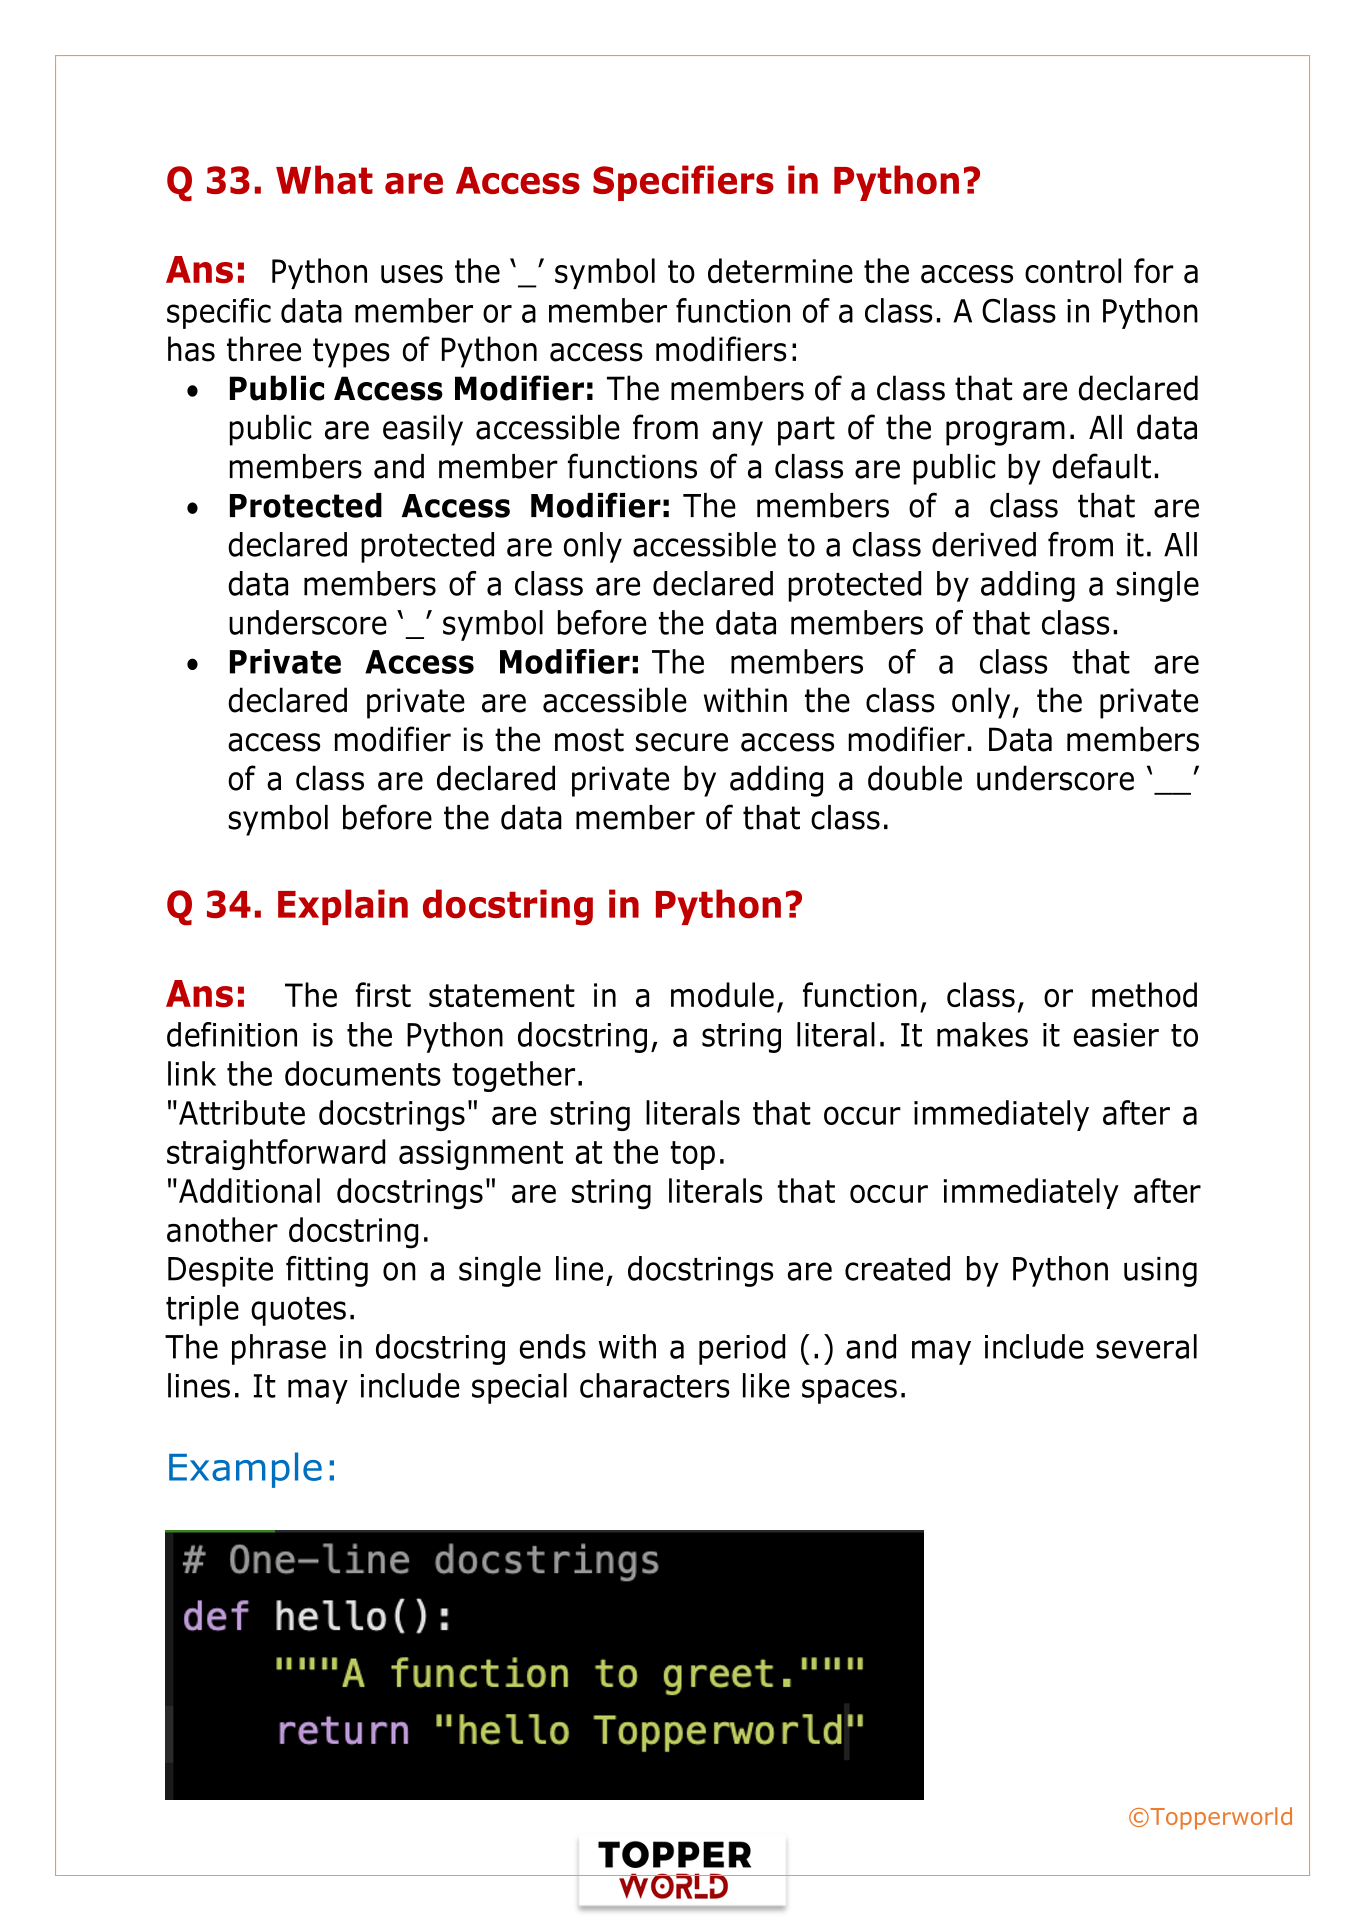 Q 33. What are Access Specifiers in Python?
Ans: Python uses the ‘_’ symbol to determine the access control for a
specific data member or a member function of a class. A Class in Python
has three types of Python access modifiers:
• Public Access Modifier: The members of a class that are declared
public are easily accessible from any part of the program. All data
members and member functions of a class are public by default.
• Protected Access Modifier: The members of a class that are
declared protected are only accessible to a class derived from it. All
data members of a class are declared protected by adding a single
underscore ‘_’ symbol before the data members of that class.
• Private Access Modifier: The members of a class that are
declared private are accessible within the class only, the private
access modifier is the most secure access modifier. Data members
of a class are declared private by adding a double underscore ‘__’
symbol before the data member of that class.
Q 34. Explain docstring in Python?
Ans: The first statement in a module, function, class, or method
definition is the Python docstring, a string literal. It makes it easier to
link the documents together.
"Attribute docstrings" are string literals that occur immediately after a
straightforward assignment at the top.
"Additional docstrings" are string literals that occur immediately after
another docstring.
Despite fitting on a single line, docstrings are created by Python using
triple quotes.
The phrase in docstring ends with a period (.) and may include several
lines. It may include special characters like spaces.
Example:
# One-line docstrings
def hello():
    """A function to greet."""
    return "hello Topperworld"
©Topperworld
TOPPER
WORLD